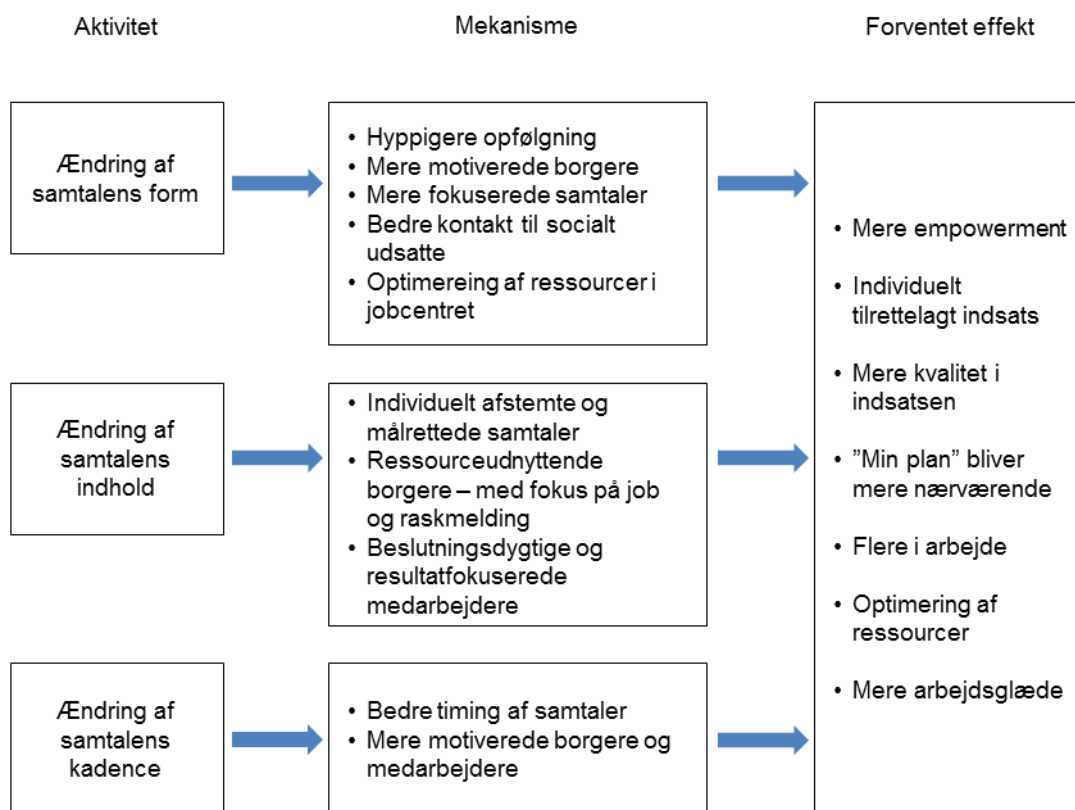 Aktivitet
Mekanisme
Forventet effekt
Ændring af
samtalens form
• Hyppigere opfølgning
• Mere motiverede borgere
• Mere fokuserede samtaler
• Bedre kontakt til socialt
udsatte
• Optimereing af ressourcer i
jobcentret
Ændring af
samtalens
indhold
• Individuelt afstemte og
målrettede samtaler
• Ressourceudnyttende
borgere – med fokus på job
og raskmelding
• Beslutningsdygtige og
resultatfokuserede
medarbejdere
Ændring af
samtalens
kadence
• Bedre timing af samtaler
• Mere motiverede borgere og
medarbejdere
• Mere empowerment
• Individuelt
tilrettelagt indsats
• Mere kvalitet i
indsatsen
• ”Min plan” bliver
mere nærværende
• Flere i arbejde
• Optimering af
ressourcer
• Mere arbejdsglæde